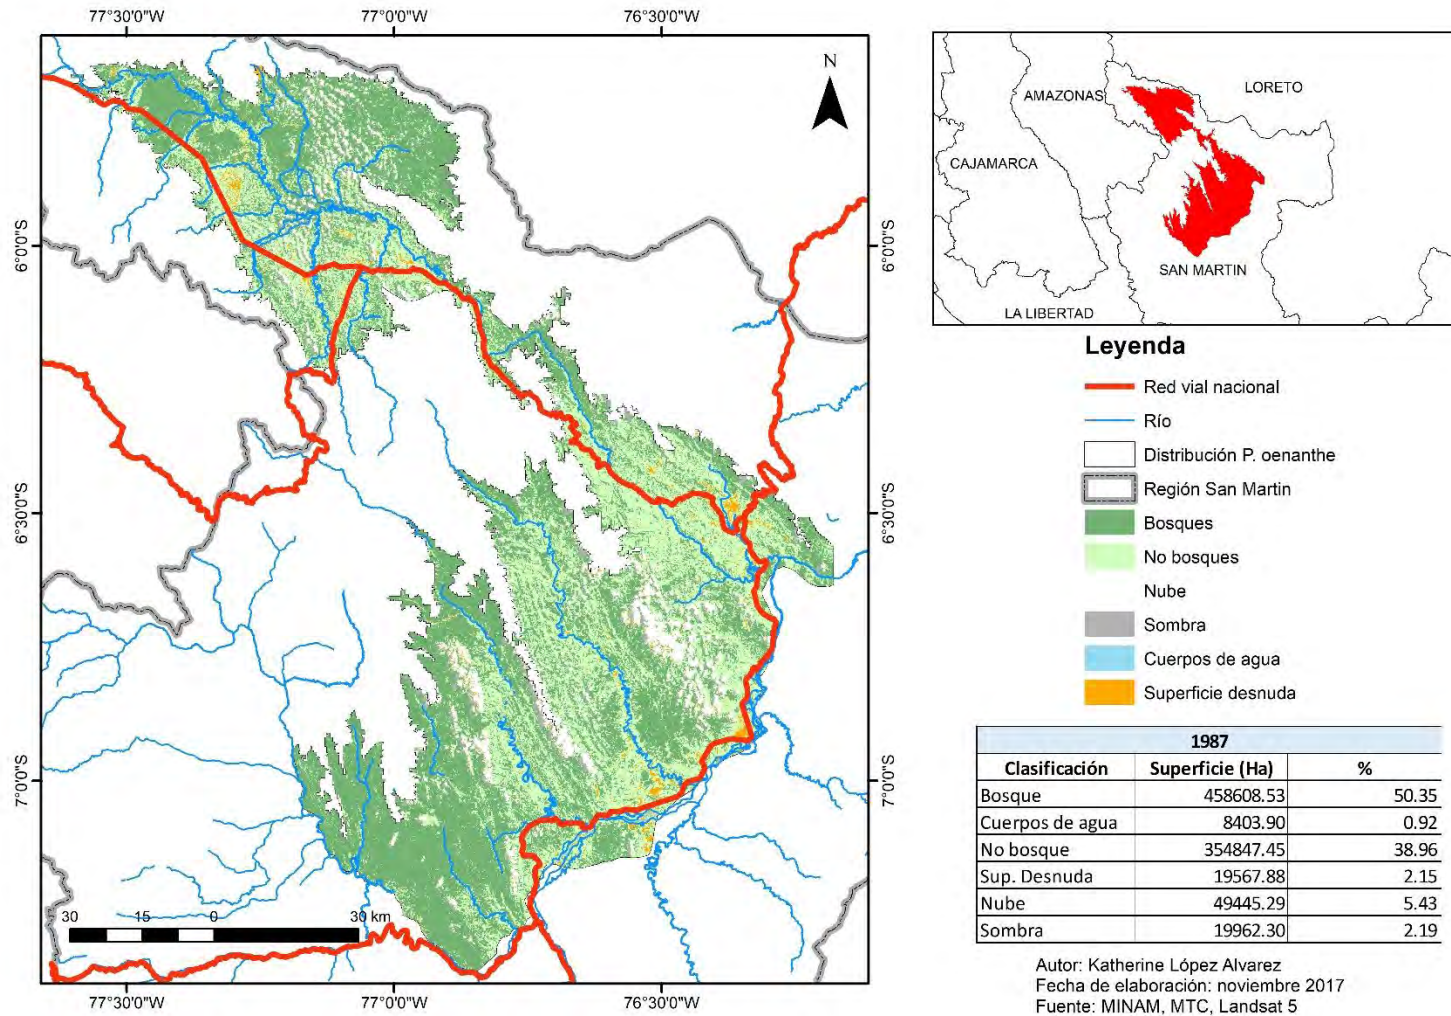 77°30'0"W 77°0'0"W 76°30'0"W
6°0'0"S
6°30'0"S
7°0'0"S
N
30 15 0 30 km
77°30'0"W 77°0'0"W 76°30'0"W
6°0'0"S
6°30'0"S
7°0'0"S
AMAZONAS
LORETO
CAJAMARCA
SAN MARTIN
LA LIBERTAD
Leyenda
Red vial nacional
Río
Distribución P. oenanthe
Región San Martin
Bosques
No bosques
Nube
Sombra
Cuerpos de agua
Superficie desnuda
1987
Clasificación Superficie (Ha) %
Bosque 458608.53 50.35
Cuerpos de agua 8403.90 0.92
No bosque 354847.45 38.96
Sup. Desnuda 19567.88 2.15
Nube 49445.29 5.43
Sombra 19962.30 2.19
Autor: Katherine López Alvarez
Fecha de elaboración: noviembre 2017
Fuente: MINAM, MTC, Landsat 5